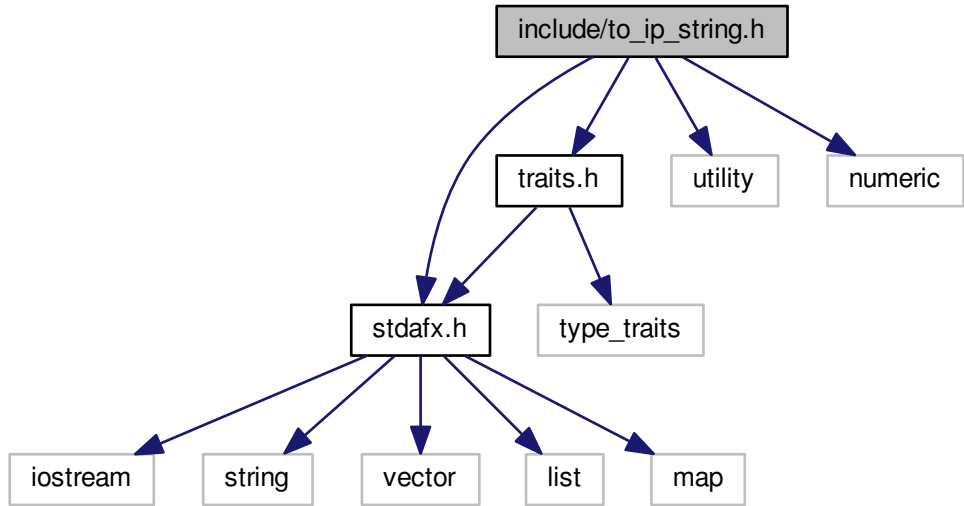 include/to_ip_string.h
traits.h
utility
numeric
stdafx.h
type_traits
iostream
string
vector
list
map